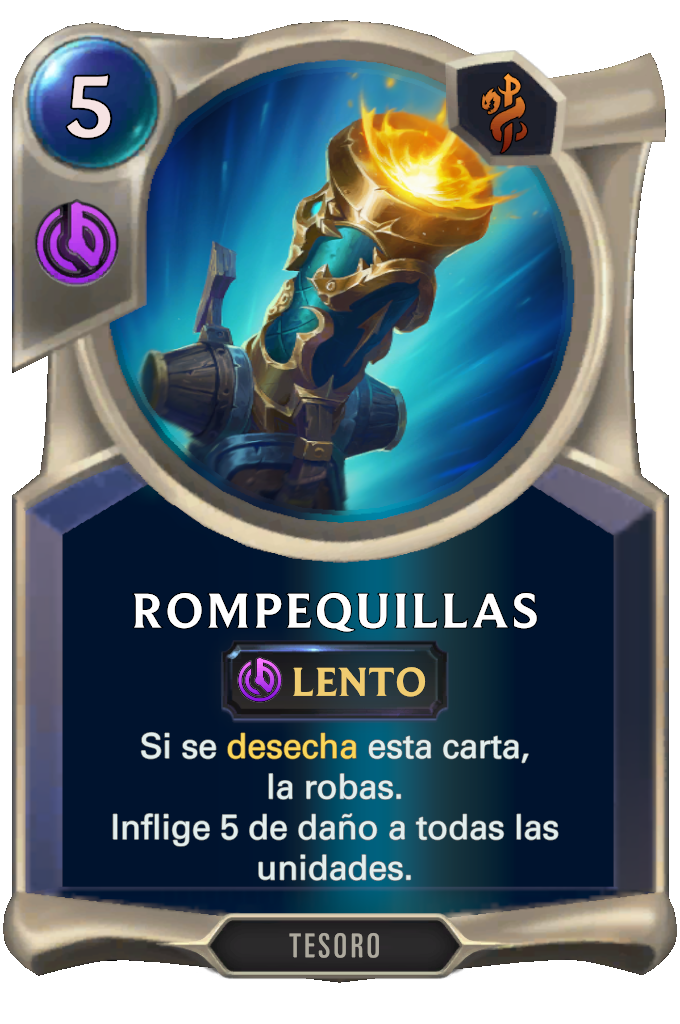 5
ROMPEQUILLAS
LENTO
Si se desecha esta carta,
la robas.
Inflige 5 de daño a todas las
unidades.
TESORO